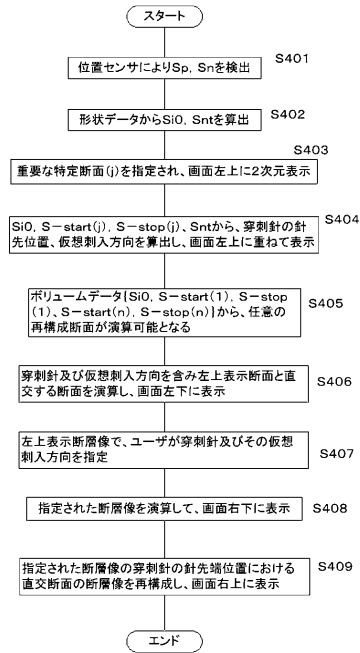 スタート
S401
位置センサによりSp, Snを検出
S402
形状データからSi0, Sntを算出
S403
重要な特定断面(j)を指定され、画面左上に2次元表示
S404
Si0, S-start(j), S-stop(j)、Sntから、穿刺針の針
先位置、仮想刺入方向を算出し、画面左上に重ねて表示
S405
ボリュームデータ{Si0, S-start(1), S-stop
(1)、S-start(n), S-stop(n)}から、任意の
再構成断面が演算可能となる
S406
穿刺針及び仮想刺入方向を含み左上表示断面と直
交する断面を演算し、画面左下に表示
S407
左上表示断層像で、ユーザが穿刺針及びその仮想
刺入方向を指定
S408
指定された断層像を演算して、画面右下に表示
S409
指定された断層像の穿刺針の針先端位置における
直交断面の断層像を再構成し、画面右上に表示
エンド